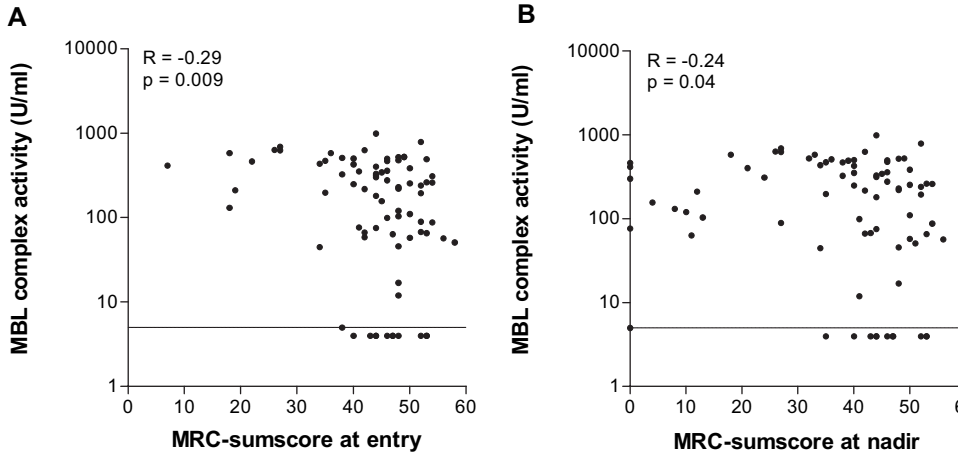 A
MBL complex activity (U/ml)
10000
1000
100
10
1
R = -0.29
p = 0.009
0 10 20 30 40 50 60
MRC-sumscore at entry
B
MBL complex activity (U/ml)
10000
1000
100
10
1
R = -0.24
p = 0.04
0 10 20 30 40 50 6
MRC-sumscore at nadir